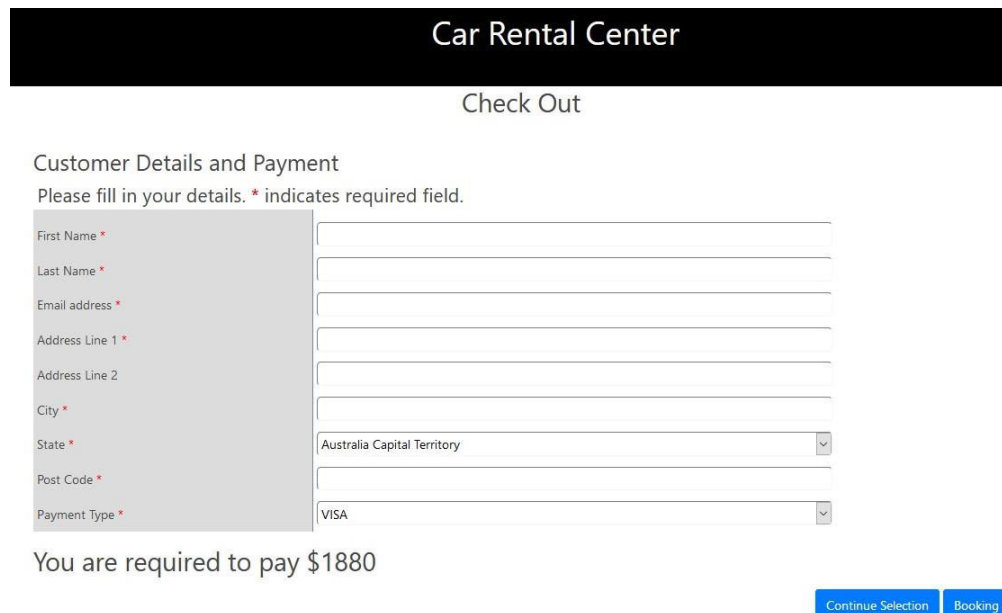 Car Rental Center
Check Out
Customer Details and Payment
Please fill in your details. * indicates required field.
First Name *
Last Name *
Email address *
Address Line 1 *
Address Line 2
City *
State * Australia Capital Territory
Post Code *
Payment Type * VISA
You are required to pay $1880
Continue Selection Booking